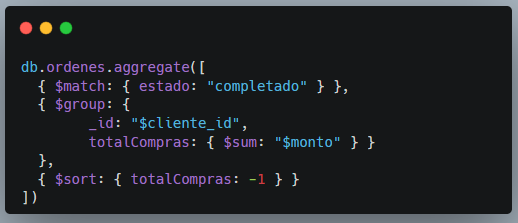 db.ordenes.aggregate([
  { $match: { estado: "completado" } },
  { $group: {
        _id: "$cliente_id",
        totalCompras: { $sum: "$monto" } }
  },
  { $sort: { totalCompras: -1 } }
])